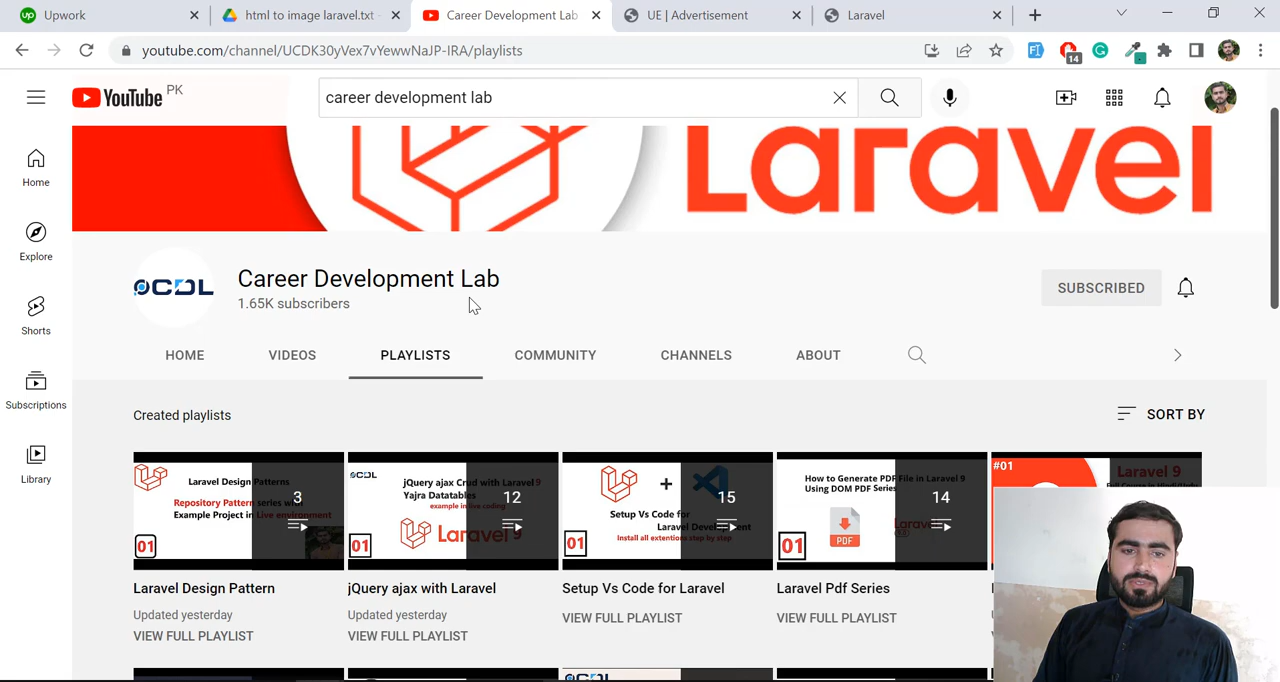 Upwork
html to image laravel.txt -
Career Development Lab
UE | Advertisement
Laravel
youtube.com/channel/UCDK30yVex7vYewwNaJP-IRA/playlists
14
YouTube PK
career development lab
Laravel
Home
Explore
Shorts
Subscriptions
Library
CDL
Career Development Lab
1.65K subscribers
SUBSCRIBED
HOME
VIDEOS
PLAYLISTS
COMMUNITY
CHANNELS
ABOUT
Created playlists
SORT BY
Laravel Design Patterns
Repository Pattern series with
Example Project in Live environment
01
3
Laravel Design Pattern
Updated yesterday
VIEW FULL PLAYLIST
CDL
jQuery ajax Crud with Laravel 9
Yajra Datatables
example in live coding
Laravel 9
01
12
jQuery ajax with Laravel
Updated yesterday
VIEW FULL PLAYLIST
+
Setup Vs Code for
Laravel Development
Install all extentions step by step
01
15
Setup Vs Code for Laravel
VIEW FULL PLAYLIST
How to Generate PDF File in Laravel 9
Using DOM PDF Series
PDF
01
14
Laravel Pdf Series
VIEW FULL PLAYLIST
#01
Laravel 9
CDL